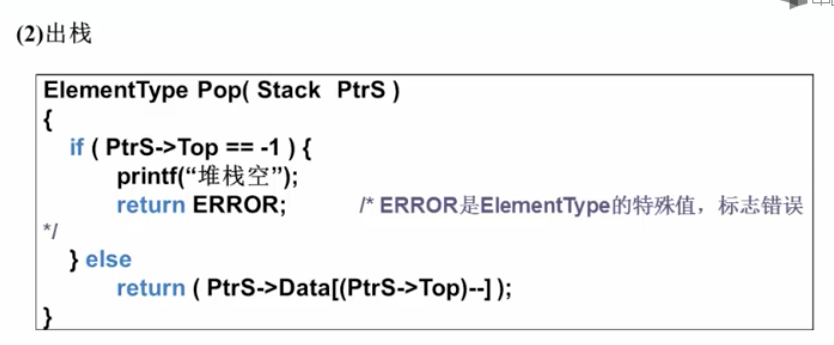 (2)出栈
ElementType Pop( Stack PtrS )
{
if ( PtrS->Top == -1 ) {
printf(“堆栈空”);
return ERROR; /* ERROR是ElementType的特殊值，标志错误
*/
} else
return ( PtrS->Data[(PtrS->Top)--] );
}